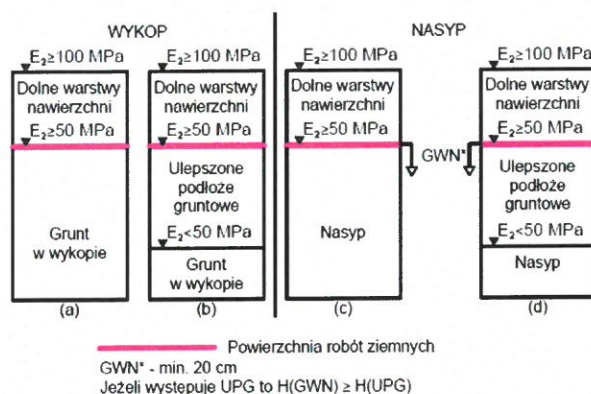 WYKOP
NASYP
E₂≥100 MPa
Dolne warstwy
nawierzchni
E₂≥50 MPa
Grunt
w wykopie
(a)
E₂≥100 MPa
Dolne warstwy
nawierzchni
E₂≥50 MPa
Ulepszone
podłoże
gruntowe
E₂<50 MPa
Grunt
w wykopie
(b)
E₂≥100 MPa
Dolne warstwy
nawierzchni
E₂≥50 MPa
GWN*
Nasyp
(c)
E₂≥100 MPa
Dolne warstwy
nawierzchni
E₂≥50 MPa
Ulepszone
podłoże
gruntowe
E₂<50 MPa
Nasyp
(d)
Powierzchnia robót ziemnych
GWN* - min. 20 cm
Jeżeli występuje UPG to H(GWN) ≥ H(UPG)